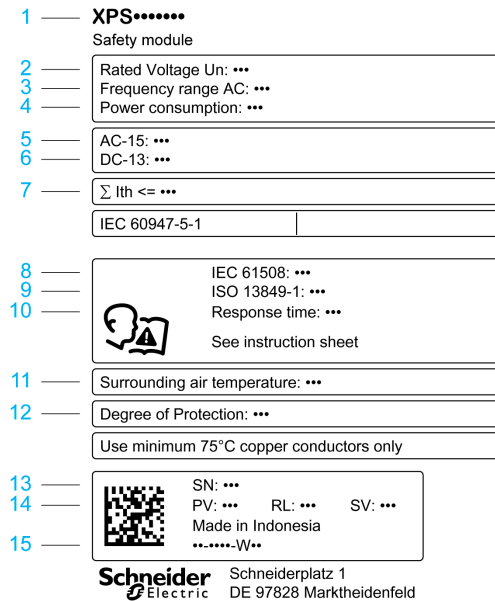 1 XPS•••••••
Safety module
2 Rated Voltage Un: •••
3 Frequency range AC: •••
4 Power consumption: •••
5 AC-15: •••
6 DC-13: •••
7 ∑ Ith <= •••
IEC 60947-5-1
8 IEC 61508: •••
9 ISO 13849-1: •••
10 Response time: •••
See instruction sheet
11 Surrounding air temperature: •••
12 Degree of Protection: •••
Use minimum 75°C copper conductors only
13 SN: •••
14 PV: ••• RL: ••• SV: •••
Made in Indonesia
15 ••-••••-W••
Schneider Schneiderplatz 1
Electric DE 97828 Marktheidenfeld